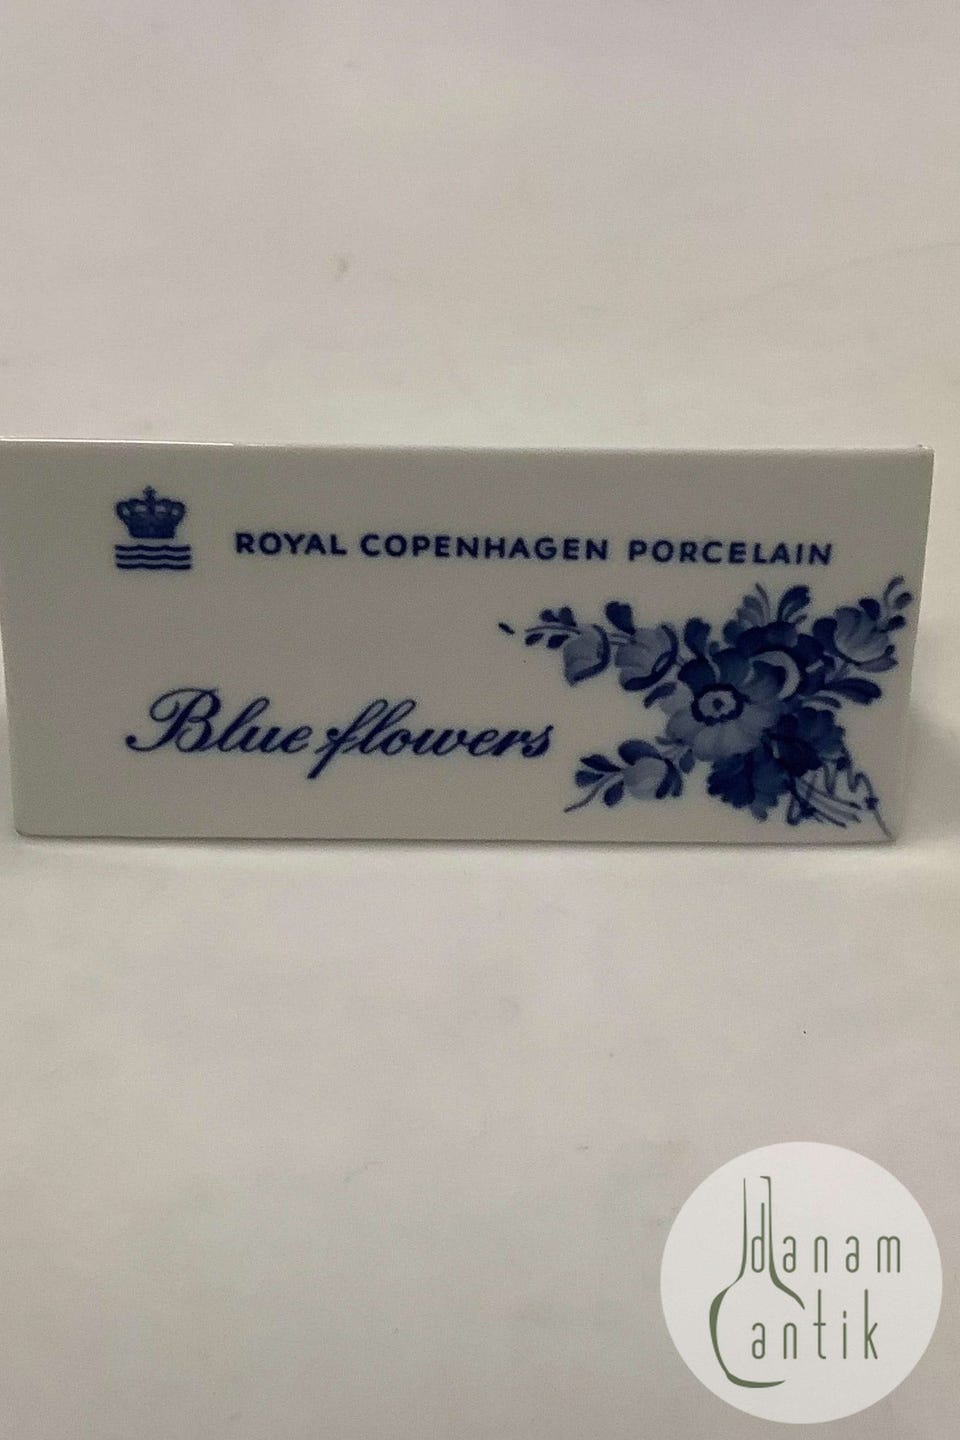 ROYAL COPENHAGEN PORCELAIN
Blue flowers
danam
antik